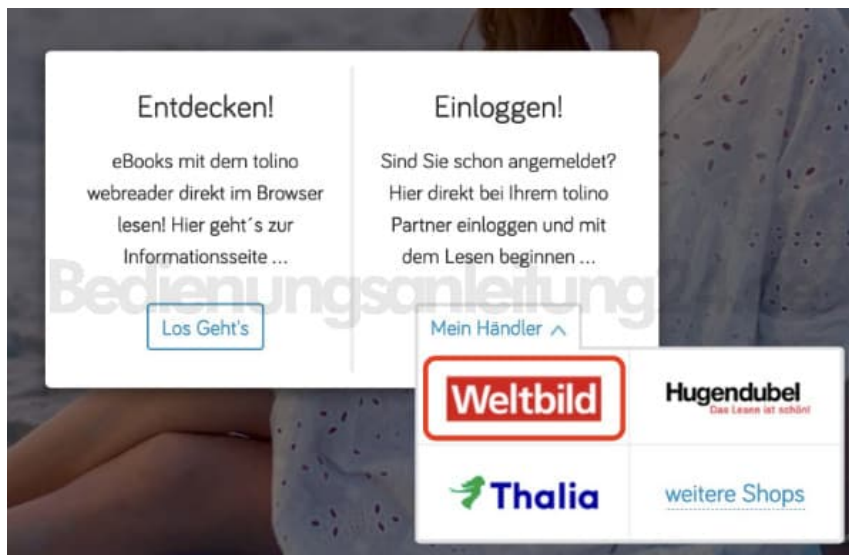 Entdecken!
eBooks mit dem tolino
webreader direkt im Browser
lesen! Hier geht´s zur
Informationsseite ...
Los Geht's
Einloggen!
Sind Sie schon angemeldet?
Hier direkt bei Ihrem tolino
Partner einloggen und mit
dem Lesen beginnen ...
Mein Händler
Weltbild
Hugendubel
Das Lesen ist schön!
Thalia
weitere Shops